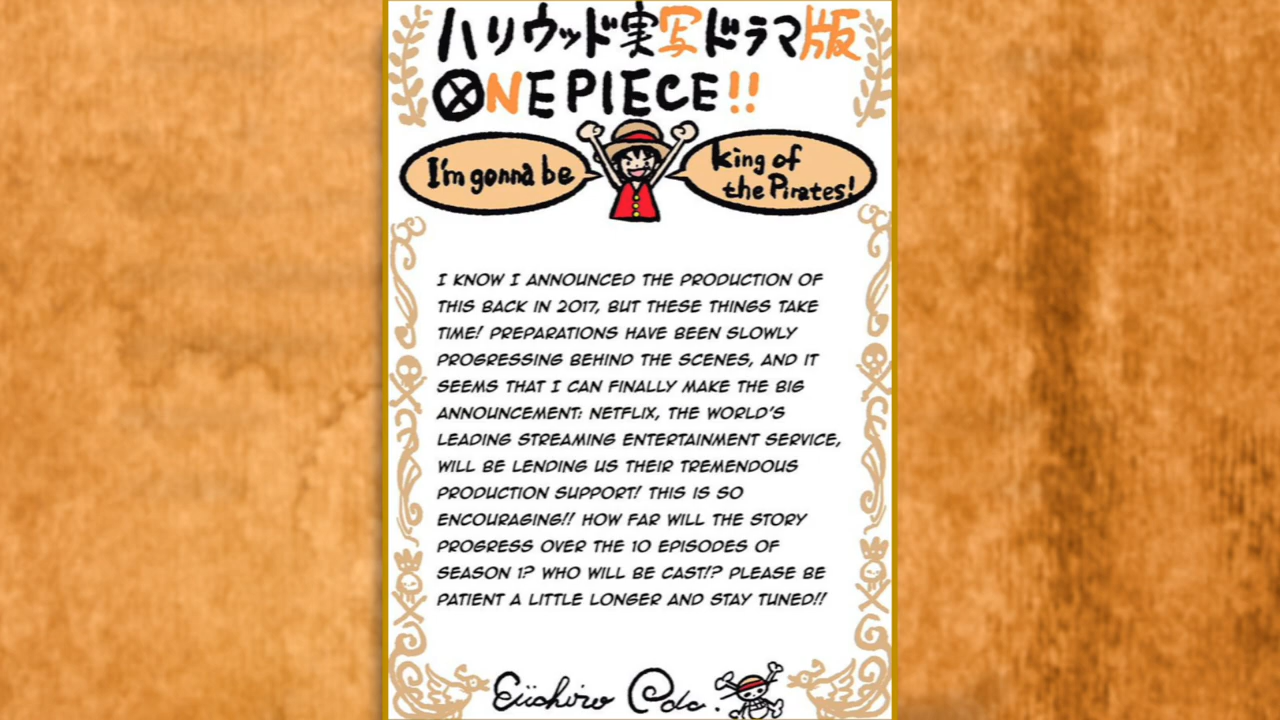 ハリウッド実写ドラマ版
ONE PIECE!!
I'm gonna be
King of
the Pirates!
I KNOW I ANNOUNCED THE PRODUCTION OF
THIS BACK IN 2017, BUT THESE THINGS TAKE
TIME! PREPARATIONS HAVE BEEN SLOWLY
PROGRESSING BEHIND THE SCENES, AND IT
SEEMS THAT I CAN FINALLY MAKE THE BIG
ANNOUNCEMENT: NETFLIX, THE WORLD'S
LEADING STREAMING ENTERTAINMENT SERVICE,
WILL BE LENDING US THEIR TREMENDOUS
PRODUCTION SUPPORT! THIS IS SO
ENCOURAGING!! HOW FAR WILL THE STORY
PROGRESS OVER THE 10 EPISODES OF
SEASON 1? WHO WILL BE CAST!? PLEASE BE
PATIENT A LITTLE LONGER AND STAY TUNED!!
Eiichiro Oda.